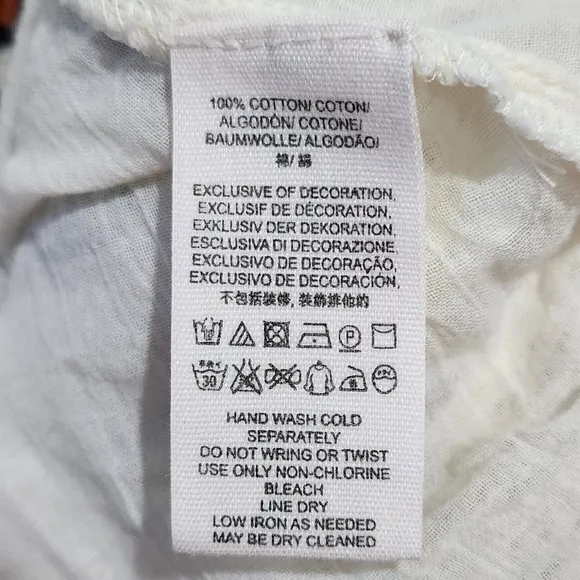 100% COTTON/ COTON/
ALGODÓN/ COTONE/
BAUMWOLLE/ ALGODÃO/
棉/ 綿
EXCLUSIVE OF DECORATION,
EXCLUSIF DE DÉCORATION,
EXKLUSIV DER DEKORATION,
ESCLUSIVA DI DECORAZIONE,
EXCLUSIVO DE DECORAÇÃO,
EXCLUSIVO DE DECORACIÓN,
不包括装修, 装飾排他的
P
30
HAND WASH COLD
SEPARATELY
DO NOT WRING OR TWIST
USE ONLY NON-CHLORINE
BLEACH
LINE DRY
LOW IRON AS NEEDED
MAY BE DRY CLEANED